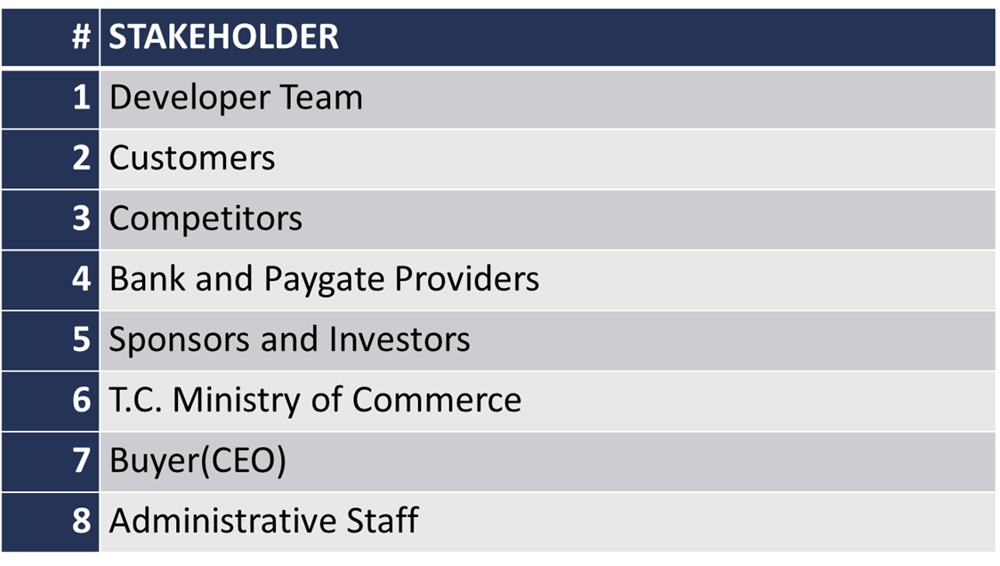 # STAKEHOLDER
1 Developer Team
2 Customers
3 Competitors
4 Bank and Paygate Providers
5 Sponsors and Investors
6 T.C. Ministry of Commerce
7 Buyer(CEO)
8 Administrative Staff